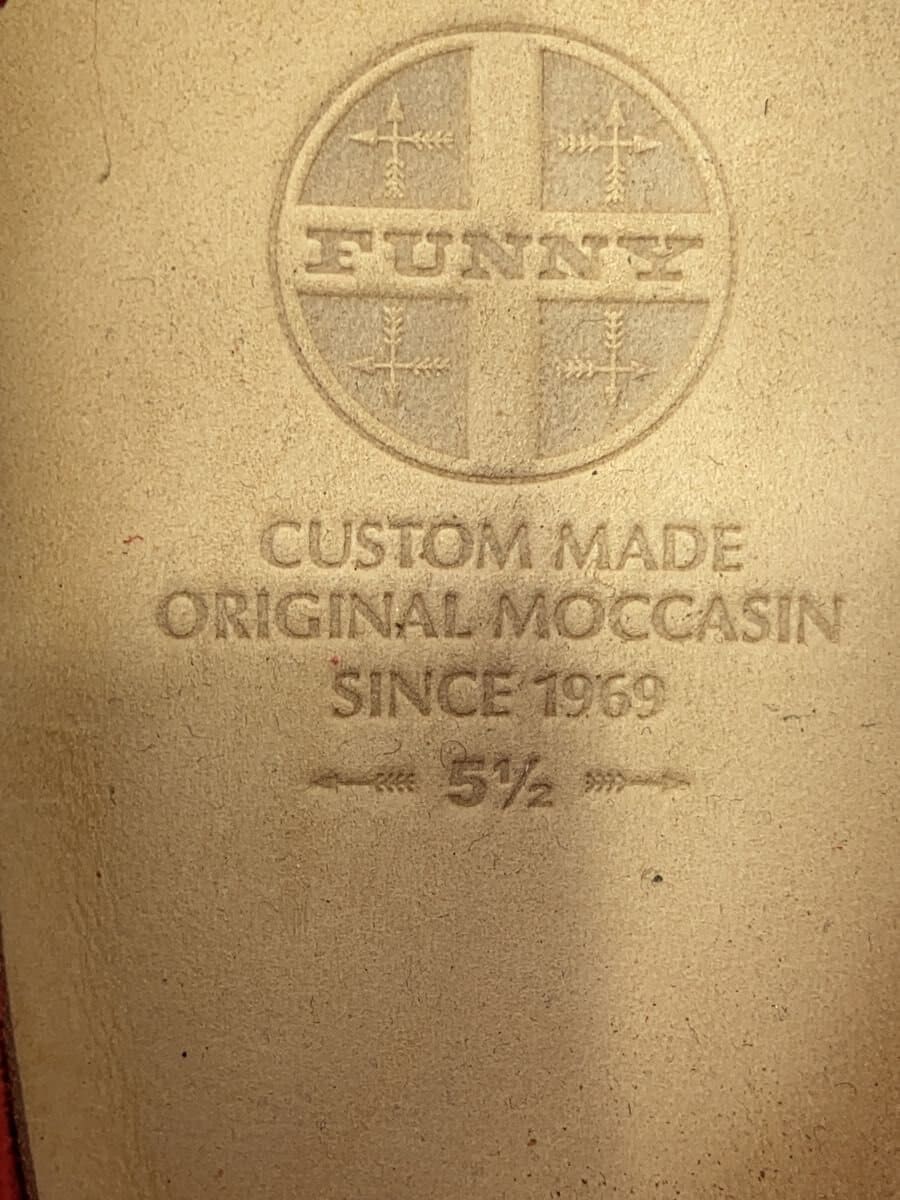 FUNNY
CUSTOM MADE
ORIGINAL MOCCASIN
SINCE 1969
5½